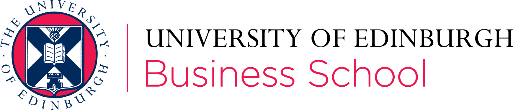 THE UNIVERSITY
OF EDINBURGH
UNIVERSITY OF EDINBURGH
Business School